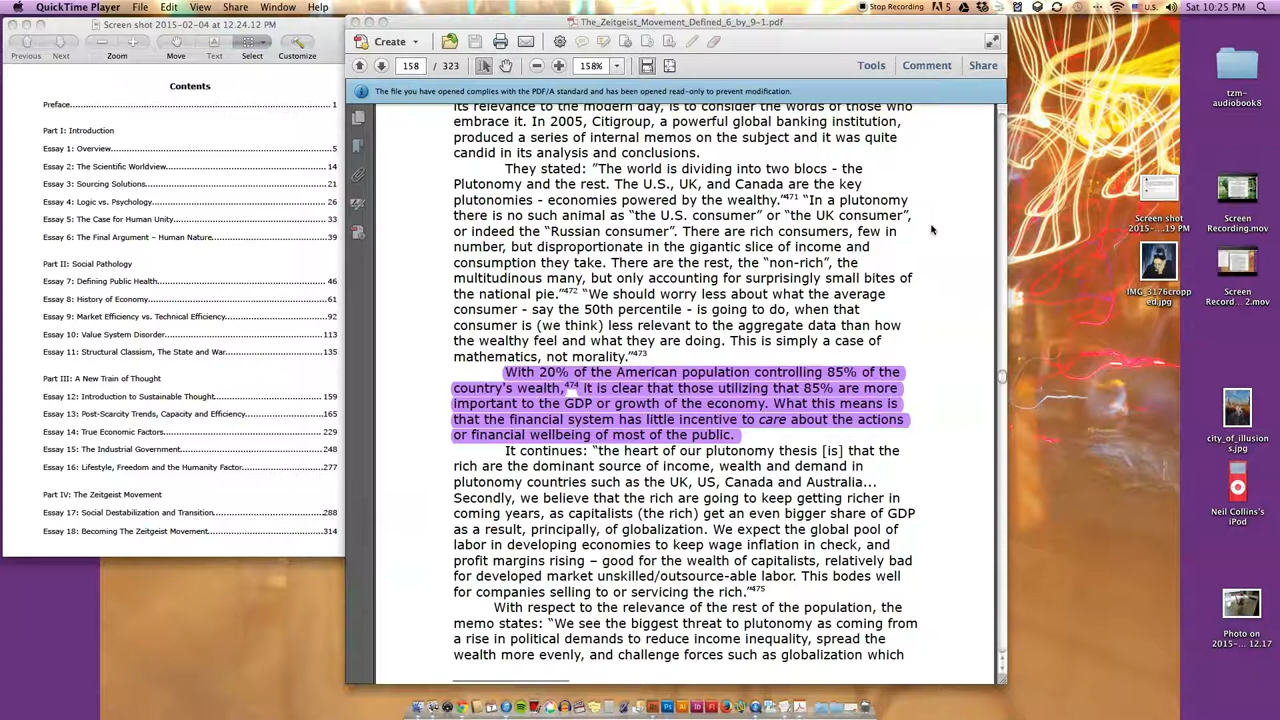 QuickTime Player File Edit View Share Window Help
Stop Recording
U.S.
Sat 10:25 PM
Screen shot 2015-02-04 at 12.24.12 PM
Previous Next Zoom Move Text Select Customize
Contents
Preface 1
Part I: Introduction
Essay 1: Overview 5
Essay 2: The Scientific Worldview 14
Essay 3: Sourcing Solutions 21
Essay 4: Logic vs. Psychology 26
Essay 5: The Case for Human Unity 33
Essay 6: The Final Argument – Human Nature 39
Part II: Social Pathology
Essay 7: Defining Public Health 46
Essay 8: History of Economy 61
Essay 9: Market Efficiency vs. Technical Efficiency 92
Essay 10: Value System Disorder 113
Essay 11: Structural Classism, The State and War 135
Part III: A New Train of Thought
Essay 12: Introduction to Sustainable Thought 159
Essay 13: Post-Scarcity Trends, Capacity and Efficiency 165
Essay 14: True Economic Factors 229
Essay 15: The Industrial Government 248
Essay 16: Lifestyle, Freedom and the Humanity Factor 277
Part IV: The Zeitgeist Movement
Essay 17: Social Destabilization and Transition 288
Essay 18: Becoming The Zeitgeist Movement 314
The_Zeitgeist_Movement_Defined_6_by_9-1.pdf
Create
158 / 323
158%
Tools Comment Share
The file you have opened complies with the PDF/A standard and has been opened read-only to prevent modification.
its relevance to the modern day, is to consider the words of those who
embrace it. In 2005, Citigroup, a powerful global banking institution,
produced a series of internal memos on the subject and it was quite
candid in its analysis and conclusions.
They stated: "The world is dividing into two blocs - the
Plutonomy and the rest. The U.S., UK, and Canada are the key
plutonomies - economies powered by the wealthy."471 "In a plutonomy
there is no such animal as "the U.S. consumer" or "the UK consumer",
or indeed the "Russian consumer". There are rich consumers, few in
number, but disproportionate in the gigantic slice of income and
consumption they take. There are the rest, the "non-rich", the
multitudinous many, but only accounting for surprisingly small bites of
the national pie."472 "We should worry less about what the average
consumer - say the 50th percentile - is going to do, when that
consumer is (we think) less relevant to the aggregate data than how
the wealthy feel and what they are doing. This is simply a case of
mathematics, not morality."473
With 20% of the American population controlling 85% of the
country's wealth,474 it is clear that those utilizing that 85% are more
important to the GDP or growth of the economy. What this means is
that the financial system has little incentive to care about the actions
or financial wellbeing of most of the public.
It continues: "the heart of our plutonomy thesis [is] that the
rich are the dominant source of income, wealth and demand in
plutonomy countries such as the UK, US, Canada and Australia...
Secondly, we believe that the rich are going to keep getting richer in
coming years, as capitalists (the rich) get an even bigger share of GDP
as a result, principally, of globalization. We expect the global pool of
labor in developing economies to keep wage inflation in check, and
profit margins rising – good for the wealth of capitalists, relatively bad
for developed market unskilled/outsource-able labor. This bodes well
for companies selling to or servicing the rich."475
With respect to the relevance of the rest of the population, the
memo states: "We see the biggest threat to plutonomy as coming from
a rise in political demands to reduce income inequality, spread the
wealth more evenly, and challenge forces such as globalization which
tzm-
audiobook8
Screen shot
2015-...19 PM
Screen
Recording.mov
IMG_3176cropp
ed.jpg
Screen
Record... 2.mov
city_of_illusion
s.jpg
Neil Collins's
iPod
Photo on
2015-... 12.17